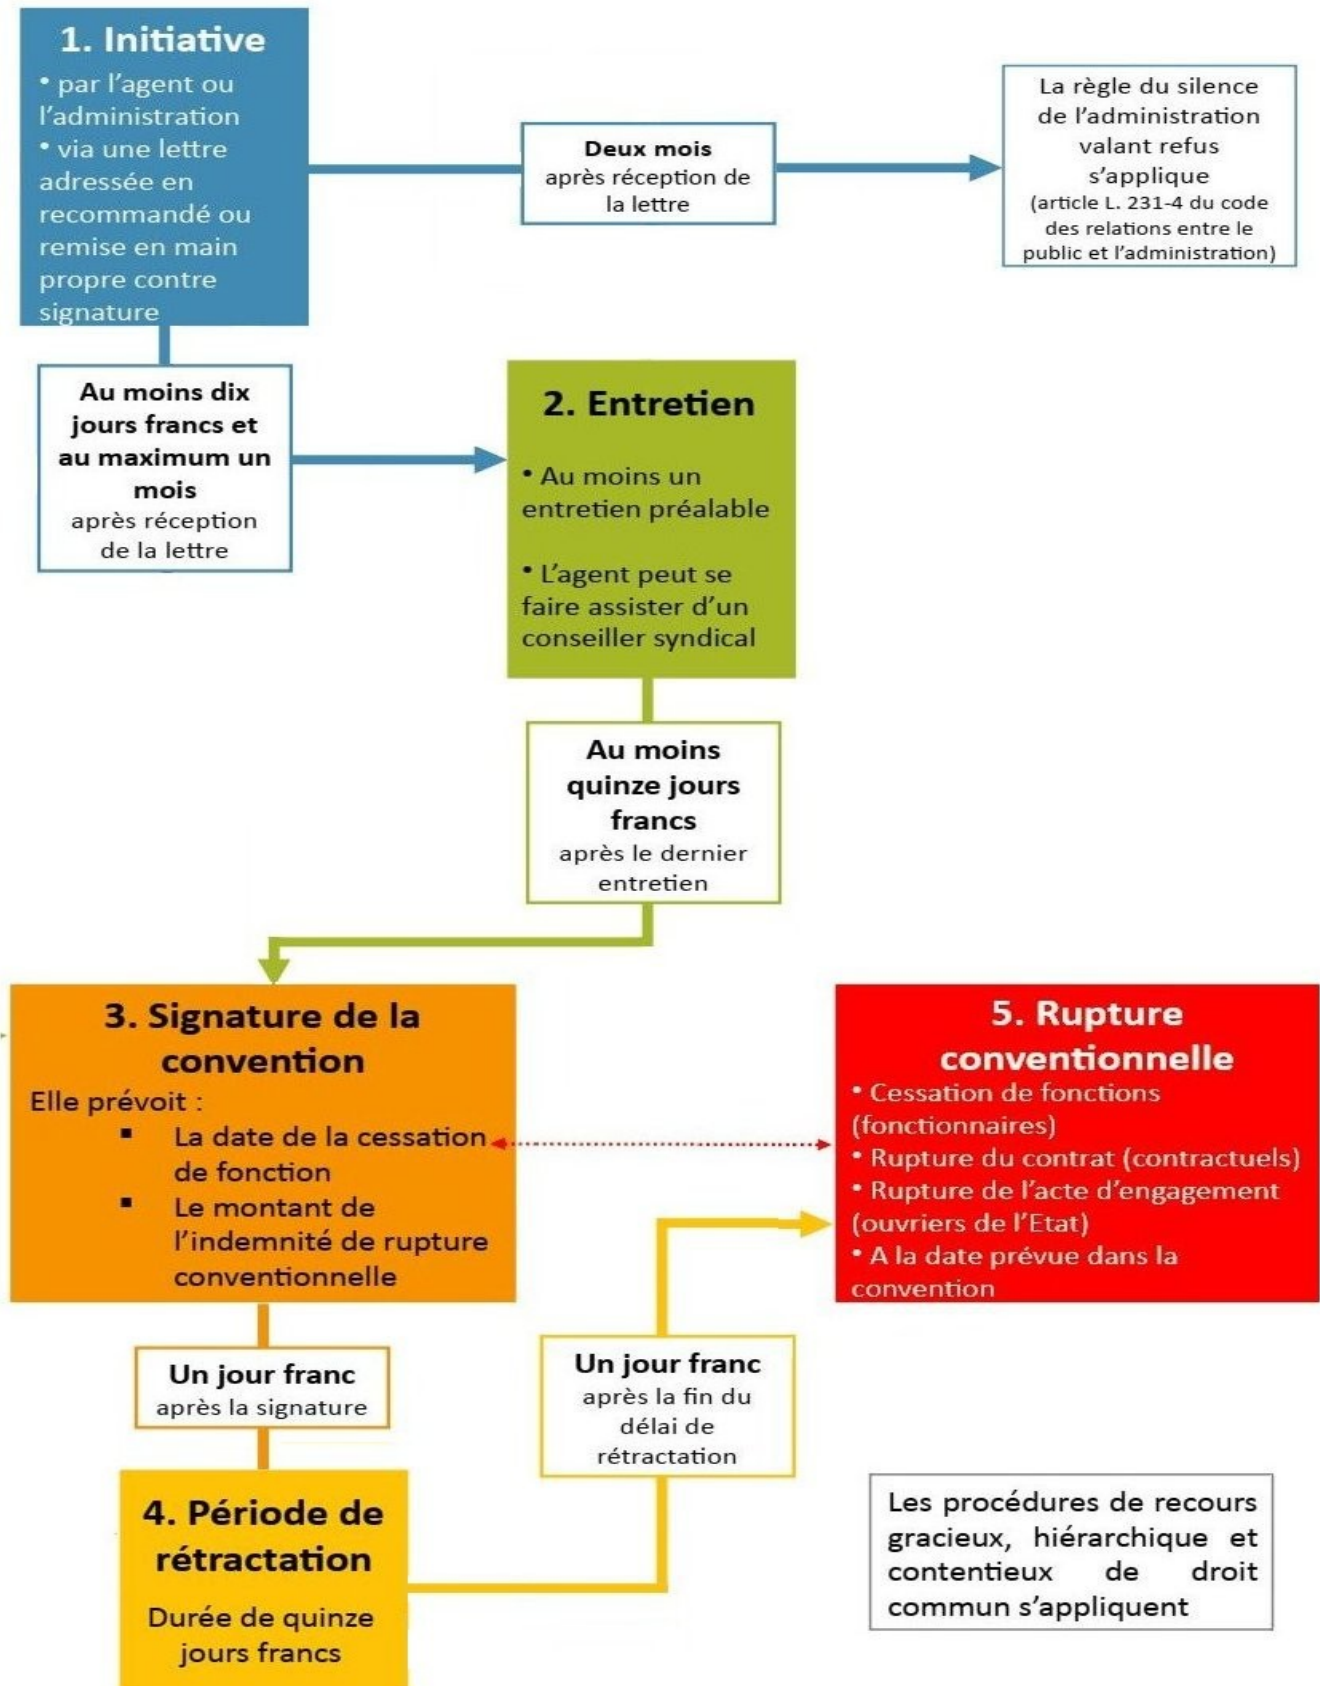 1. Initiative
• par l’agent ou
l’administration
• via une lettre
adressée en
recommandé ou
remise en main
propre contre
signature
Deux mois
après réception de
la lettre
La règle du silence
de l’administration
valant refus
s’applique
(article L. 231-4 du code
des relations entre le
public et l’administration)
Au moins dix
jours francs et
au maximum un
mois
après réception
de la lettre
2. Entretien
• Au moins un
entretien préalable
• L’agent peut se
faire assister d’un
conseiller syndical
Au moins
quinze jours
francs
après le dernier
entretien
3. Signature de la
convention
Elle prévoit :
▪ La date de la cessation
de fonction
▪ Le montant de
l’indemnité de rupture
conventionnelle
5. Rupture
conventionnelle
• Cessation de fonctions
(fonctionnaires)
• Rupture du contrat (contractuels)
• Rupture de l’acte d’engagement
(ouvriers de l’Etat)
• A la date prévue dans la
convention
Un jour franc
après la signature
Un jour franc
après la fin du
délai de
rétractation
4. Période de
rétractation
Durée de quinze
jours francs
Les procédures de recours
gracieux, hiérarchique et
contentieux de droit
commun s’appliquent